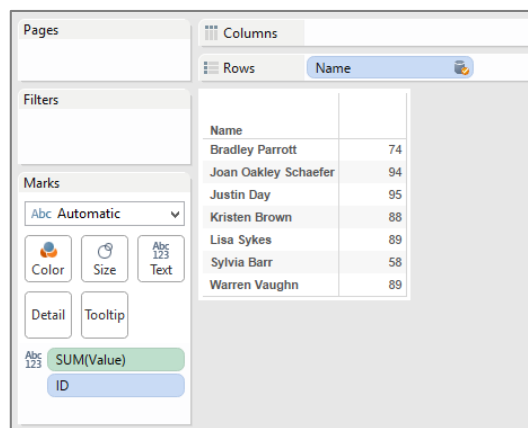 Pages
Columns
Rows Name
Filters
Name
Bradley Parrott 74
Joan Oakley Schaefer 94
Justin Day 95
Kristen Brown 88
Lisa Sykes 89
Sylvia Barr 58
Warren Vaughn 89
Marks
Abc Automatic
Color Size Abc 123 Text
Detail Tooltip
Abc 123 SUM(Value)
ID